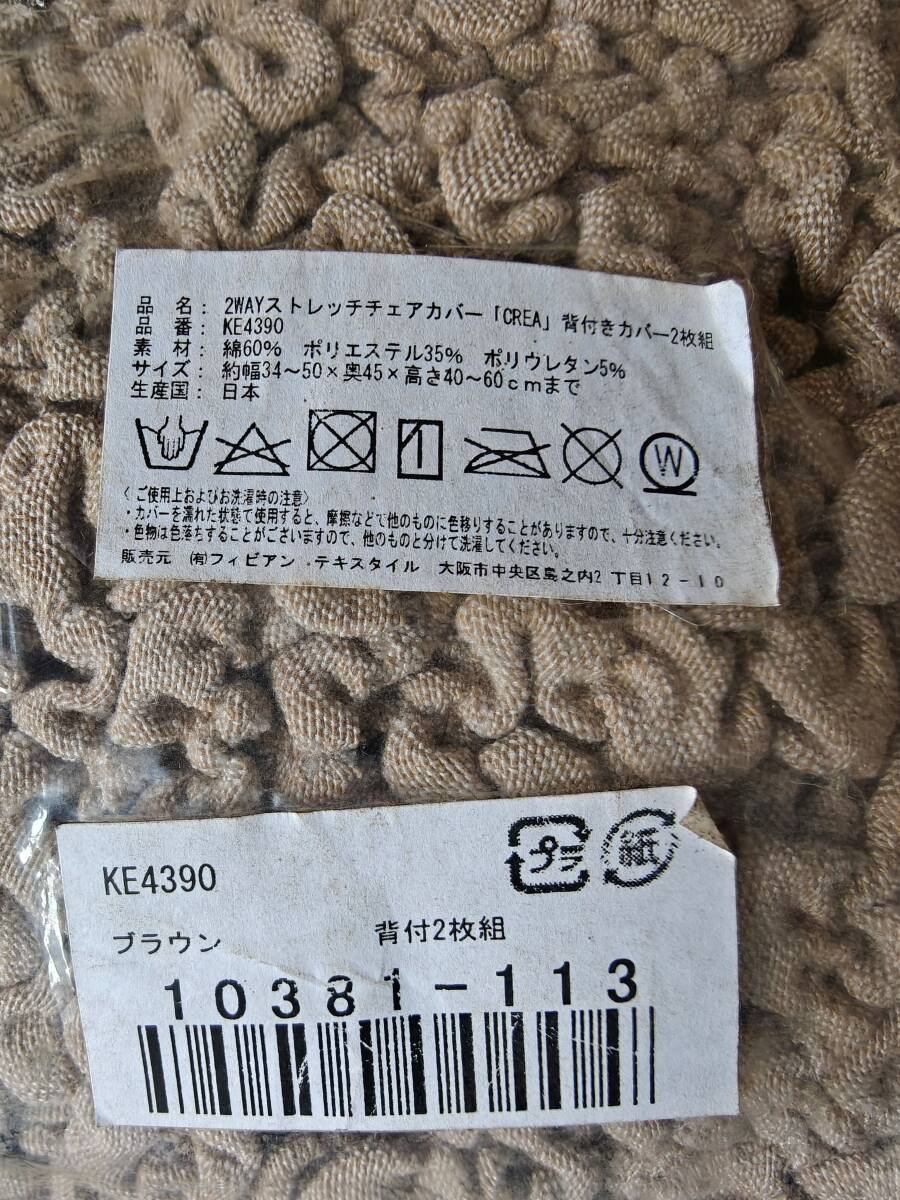 品 名： 2WAYストレッチチェアカバー「CREA」背付きカバー2枚組
品 番： KE4390
素 材： 綿60% ポリエステル35% ポリウレタン5%
サイズ： 約幅34～50×奥45×高さ40～60cmまで
生産国： 日本
W
〈ご使用上およびお洗濯時の注意〉
・カバーを濡れた状態で使用すると、摩擦などで他のものに色移りすることがありますので、十分注意ください。
・色物は色落ちすることがございますので、他のものと分けて洗濯してください。
販売元 (有)フィビアン・テキスタイル 大阪市中央区島之内2丁目12-10
プラ 紙
KE4390
ブラウン 背付2枚組
10381-113